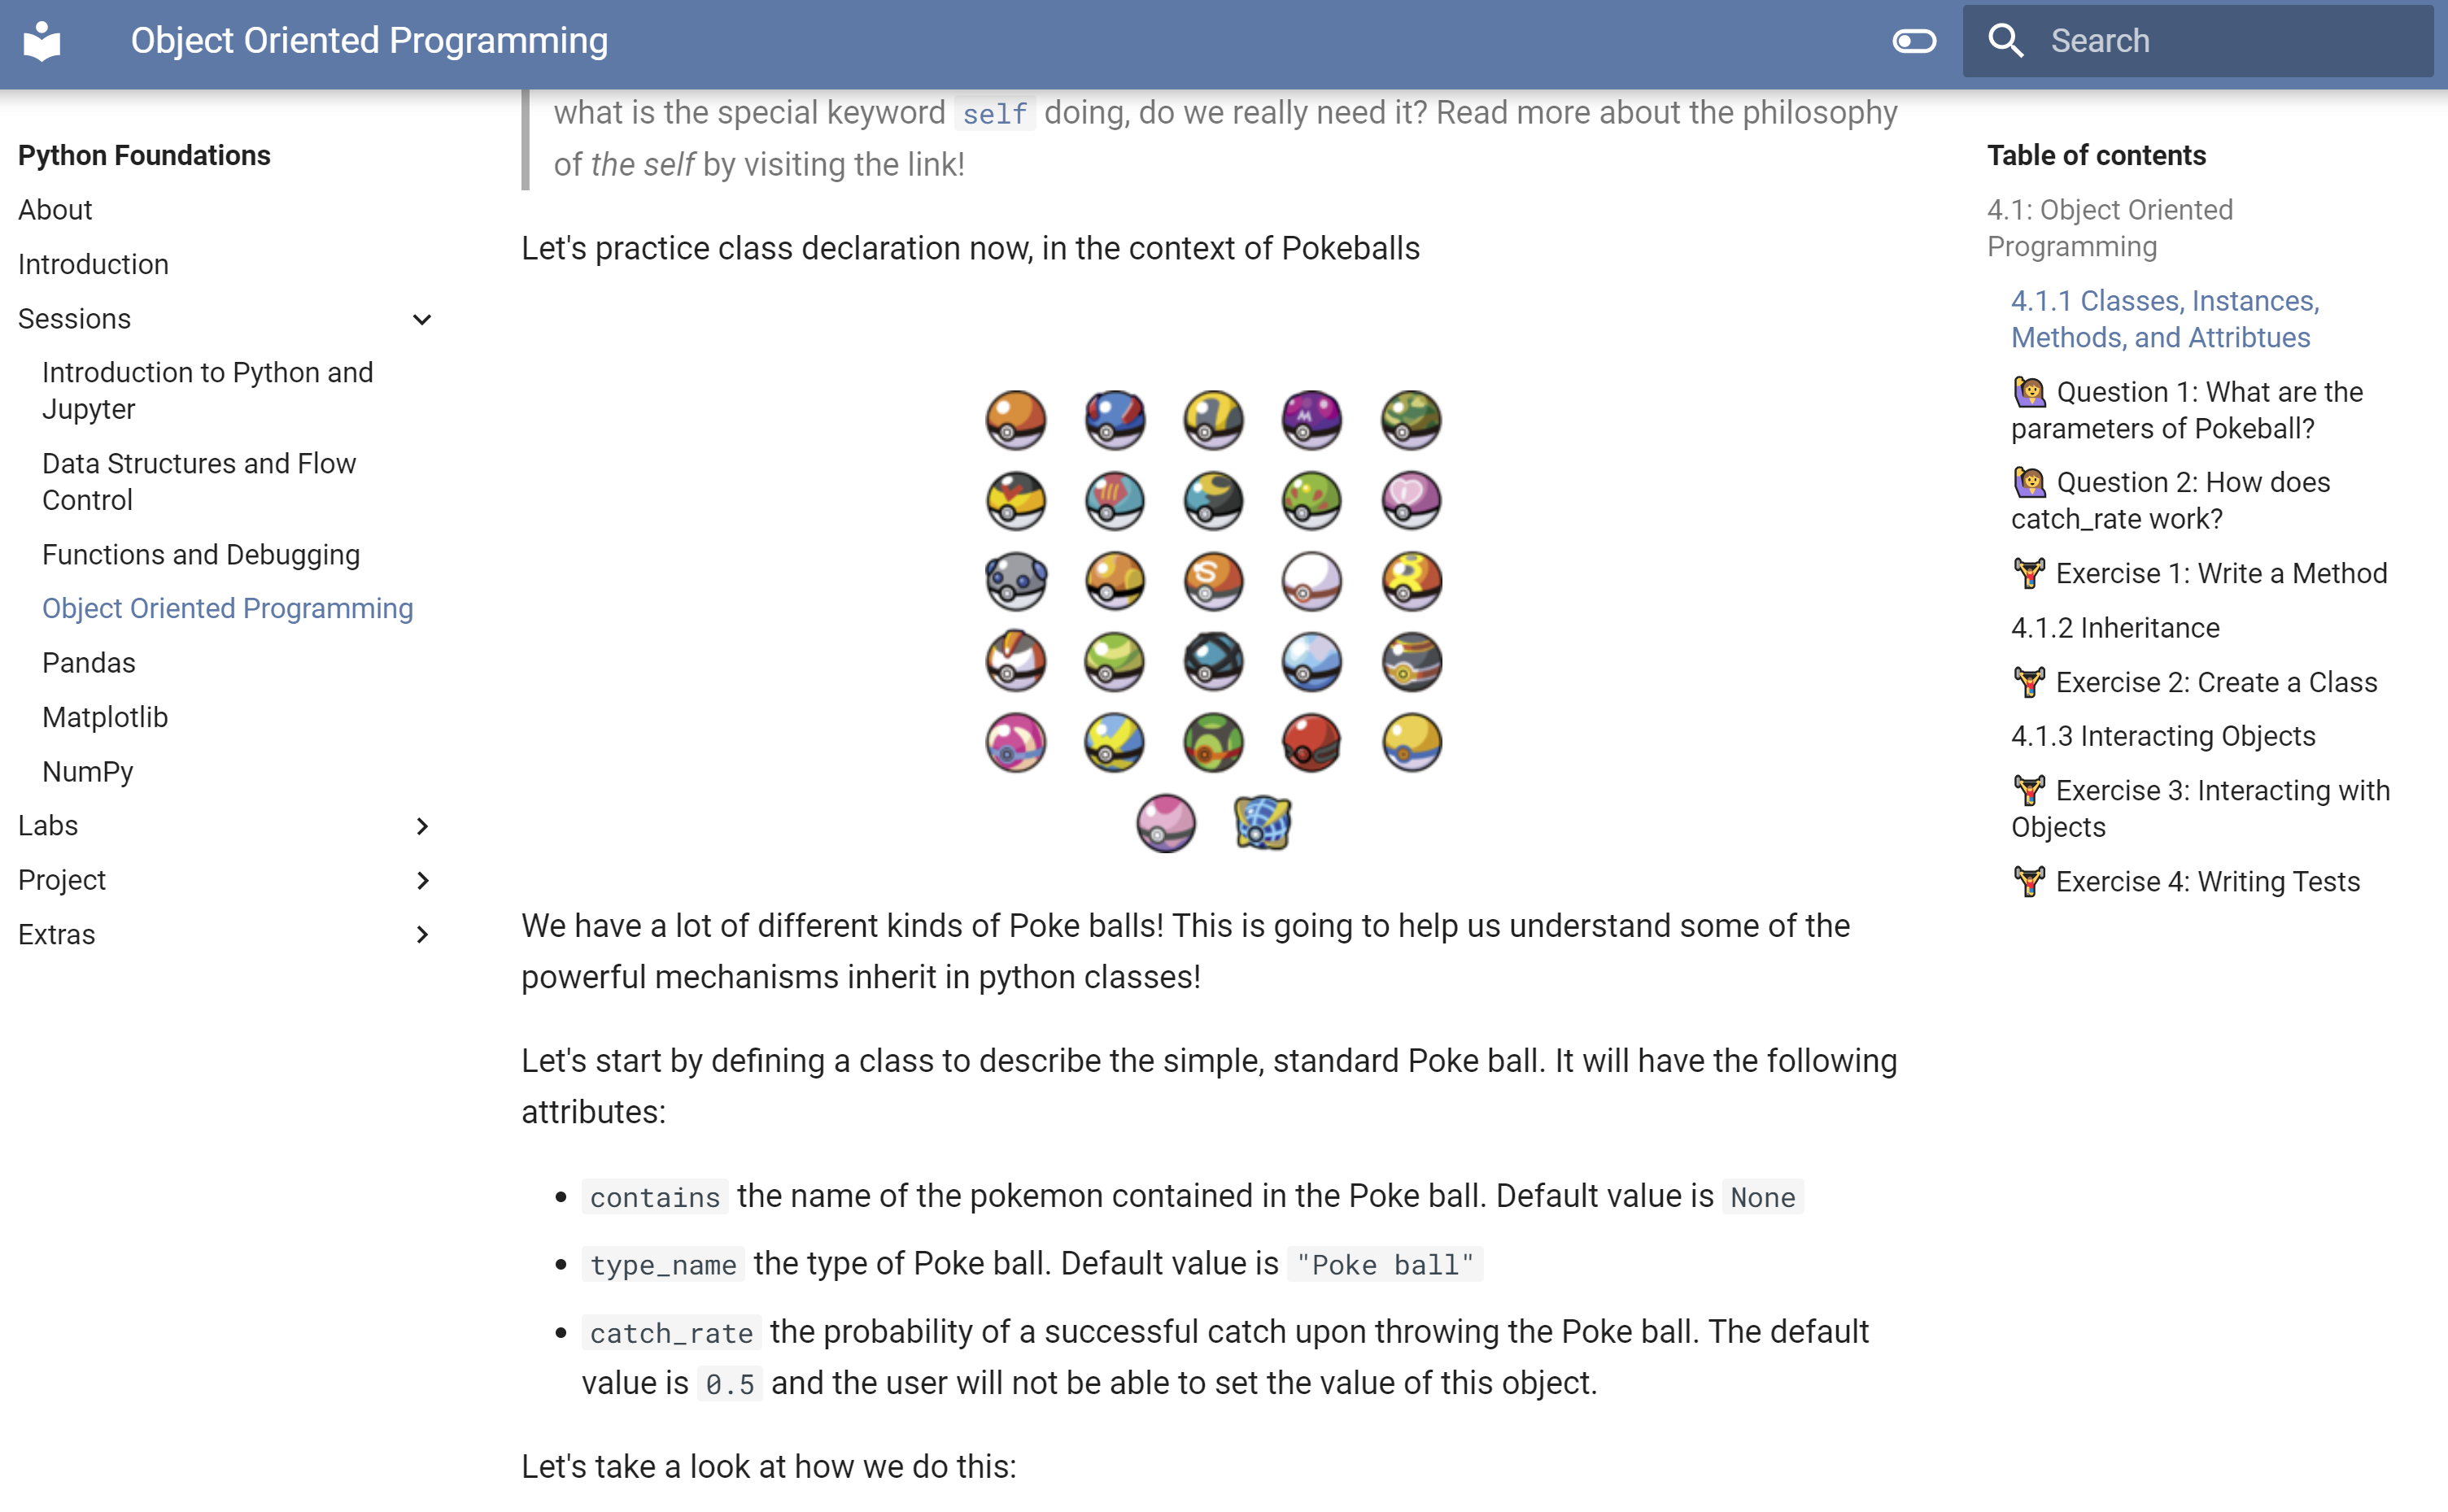 Object Oriented Programming
Search
Python Foundations
About
Introduction
Sessions
Introduction to Python and
Jupyter
Data Structures and Flow
Control
Functions and Debugging
Object Oriented Programming
Pandas
Matplotlib
NumPy
Labs
Project
Extras
what is the special keyword self doing, do we really need it? Read more about the philosophy
of the self by visiting the link!
Let's practice class declaration now, in the context of Pokeballs
M
S
We have a lot of different kinds of Poke balls! This is going to help us understand some of the
powerful mechanisms inherit in python classes!
Let's start by defining a class to describe the simple, standard Poke ball. It will have the following
attributes:
• contains the name of the pokemon contained in the Poke ball. Default value is None
• type_name the type of Poke ball. Default value is "Poke ball"
• catch_rate the probability of a successful catch upon throwing the Poke ball. The default
value is 0.5 and the user will not be able to set the value of this object.
Let's take a look at how we do this:
Table of contents
4.1: Object Oriented
Programming
4.1.1 Classes, Instances,
Methods, and Attribtues
🙋 Question 1: What are the
parameters of Pokeball?
🙋 Question 2: How does
catch_rate work?
🏋️ Exercise 1: Write a Method
4.1.2 Inheritance
🏋️ Exercise 2: Create a Class
4.1.3 Interacting Objects
🏋️ Exercise 3: Interacting with
Objects
🏋️ Exercise 4: Writing Tests